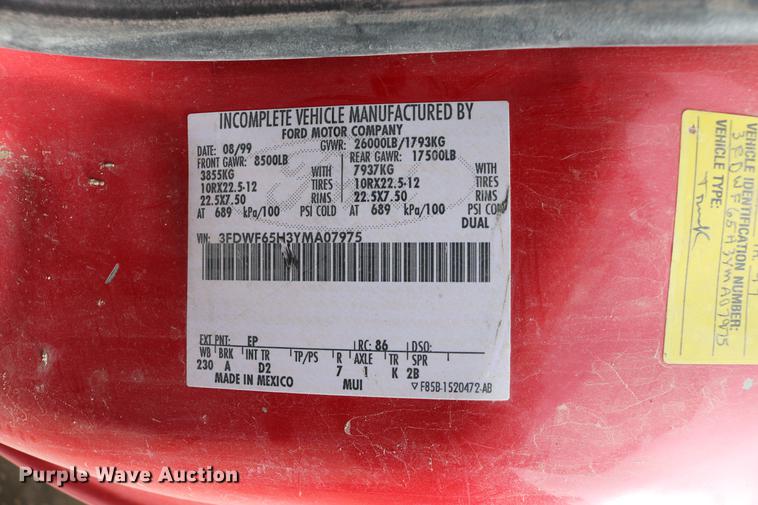 INCOMPLETE VEHICLE MANUFACTURED BY
FORD MOTOR COMPANY
DATE: 08/99 GVWR: 26000LB/1793KG
FRONT GAWR: 8500LB REAR GAWR: 17500LB
3855KG WITH 7937KG WITH
10RX22.5-12 TIRES 10RX22.5-12 TIRES
22.5X7.50 RIMS 22.5X7.50 RIMS
AT 689 kPa/100 PSI COLD AT 689 kPa/100 PSI COLD
DUAL
VIN: 3FDWF65H3YMA07975
EXT PNT: EP RC: 86 DSO:
WB BRK INT TR TP/PS R AXLE TR SPR
230 A D2 7 1 K 2B
MADE IN MEXICO MUI F85B-1520472-AB
VEHICLE IDENTIFICATION NUMBER:
3FDWF65H3YMA07975
VEHICLE TYPE: Truck
Purple Wave Auction